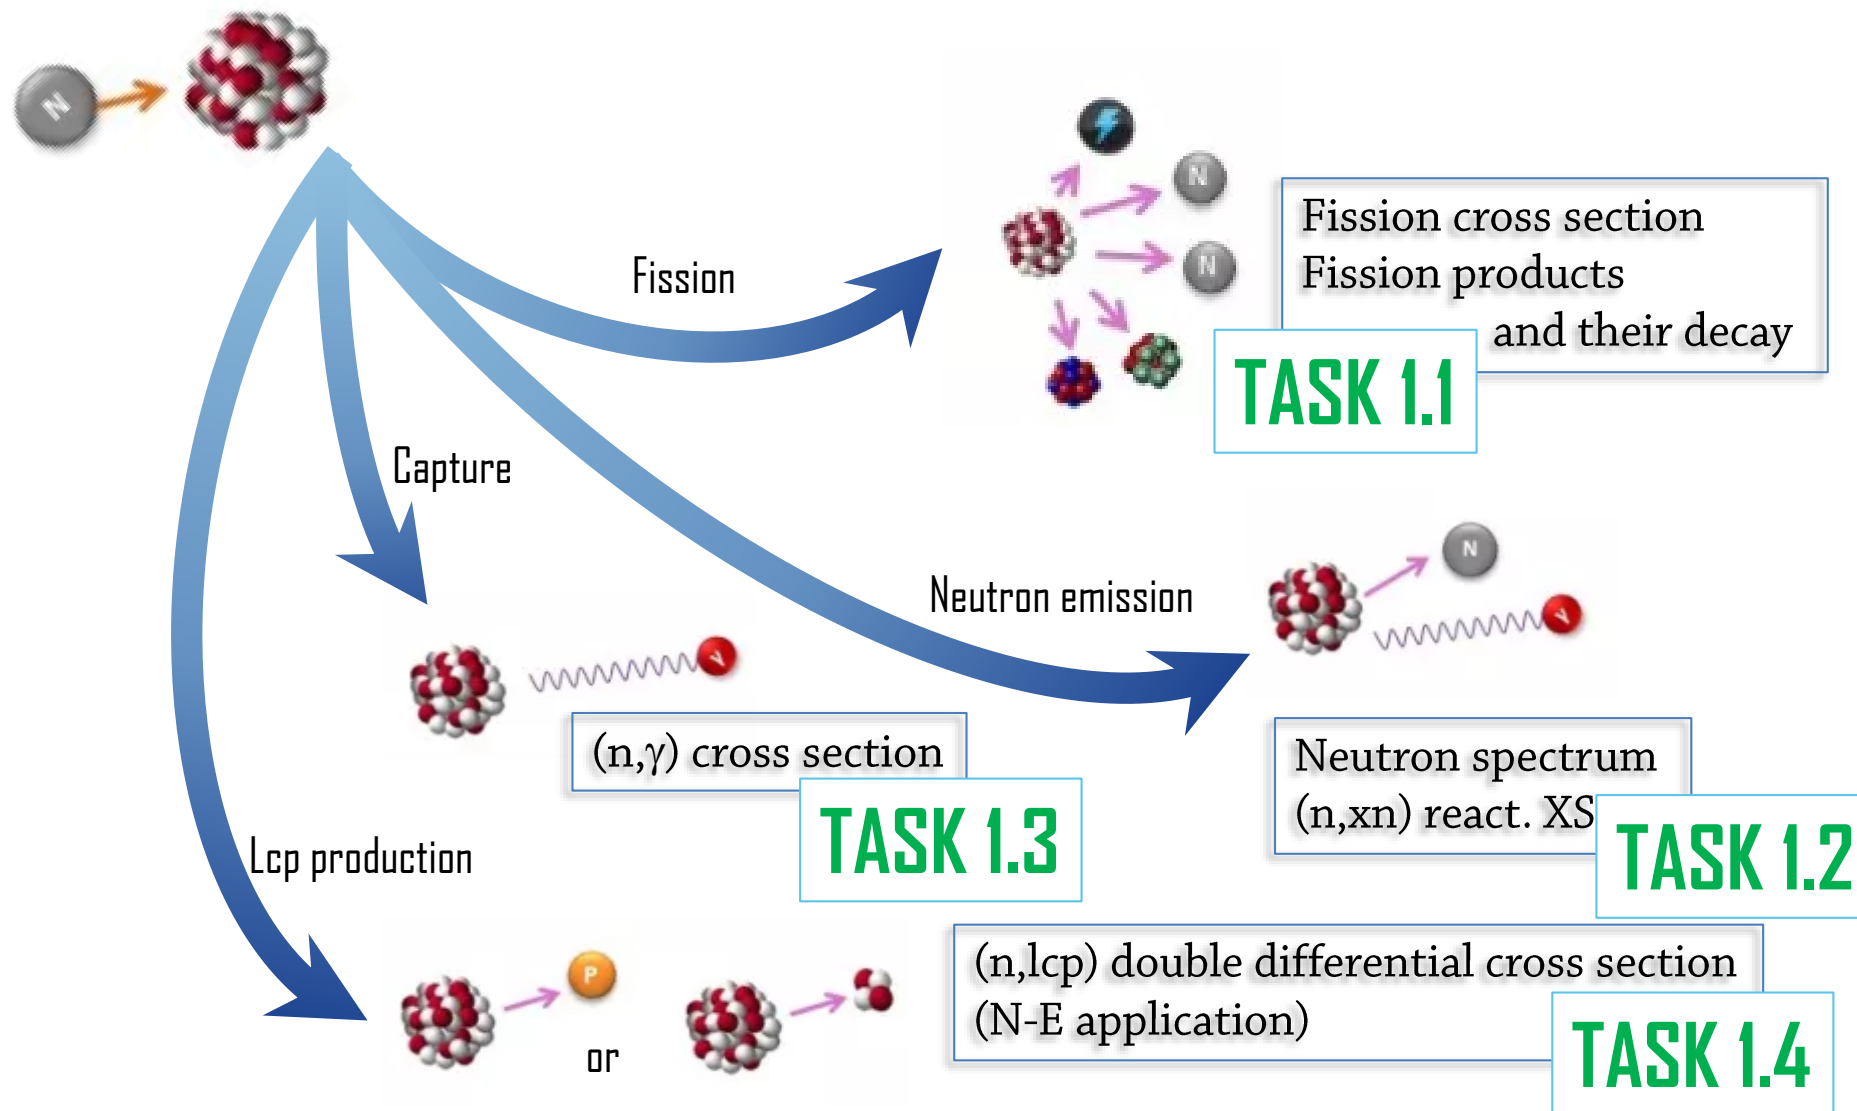 N
N
Fission
N
Fission cross section
Fission products
and their decay
TASK 1.1
Capture
N
Neutron emission
γ
γ
(n,γ) cross section
TASK 1.3
Neutron spectrum
(n,xn) react. XS
TASK 1.2
Lcp production
P
or
(n,lcp) double differential cross section
(N-E application)
TASK 1.4